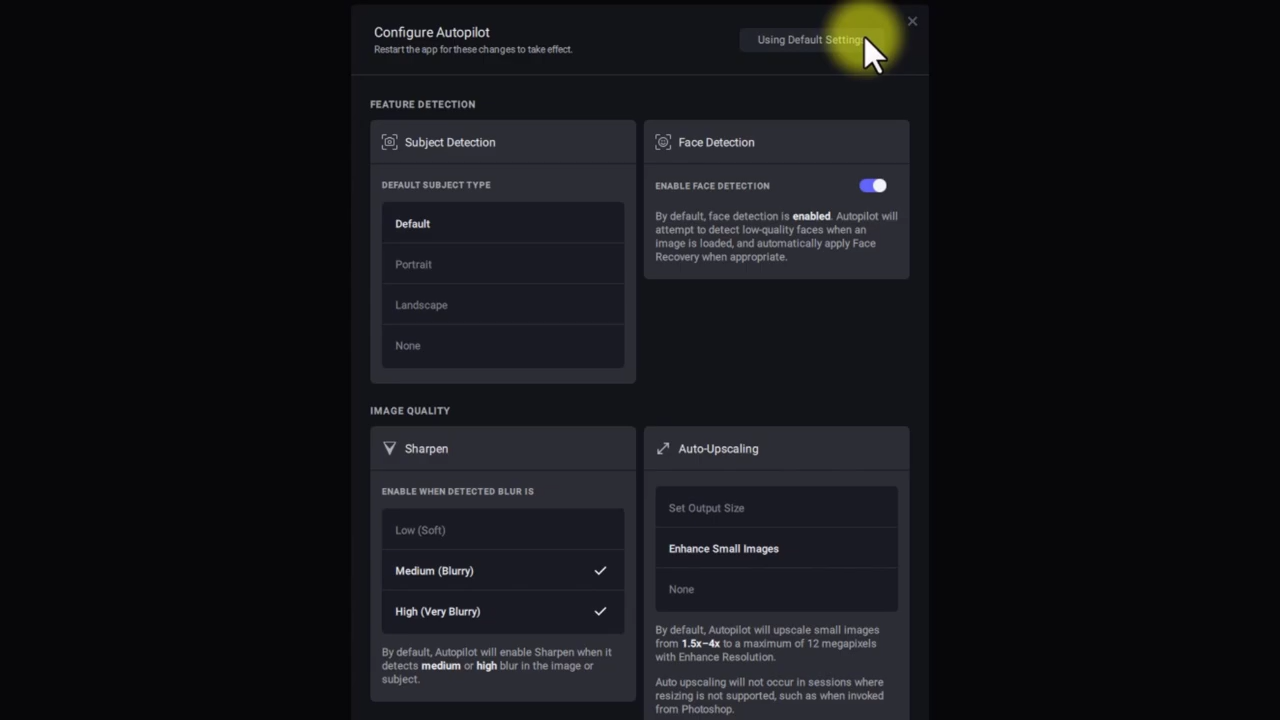 Configure Autopilot
Restart the app for these changes to take effect.
Using Default Settings
FEATURE DETECTION
Subject Detection
DEFAULT SUBJECT TYPE
Default
Portrait
Landscape
None
Face Detection
ENABLE FACE DETECTION
By default, face detection is enabled. Autopilot will
attempt to detect low-quality faces when an
image is loaded, and automatically apply Face
Recovery when appropriate.
IMAGE QUALITY
Sharpen
ENABLE WHEN DETECTED BLUR IS
Low (Soft)
Medium (Blurry)
High (Very Blurry)
By default, Autopilot will enable Sharpen when it
detects medium or high blur in the image or
subject.
Auto-Upscaling
Set Output Size
Enhance Small Images
None
By default, Autopilot will upscale small images
from 1.5x–4x to a maximum of 12 megapixels
with Enhance Resolution.
Auto upscaling will not occur in sessions where
resizing is not supported, such as when invoked
from Photoshop.